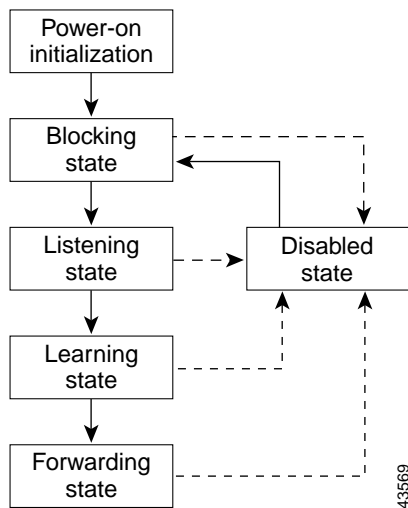 Power-on
initialization
Blocking
state
Listening
state
Disabled
state
Learning
state
Forwarding
state
43569